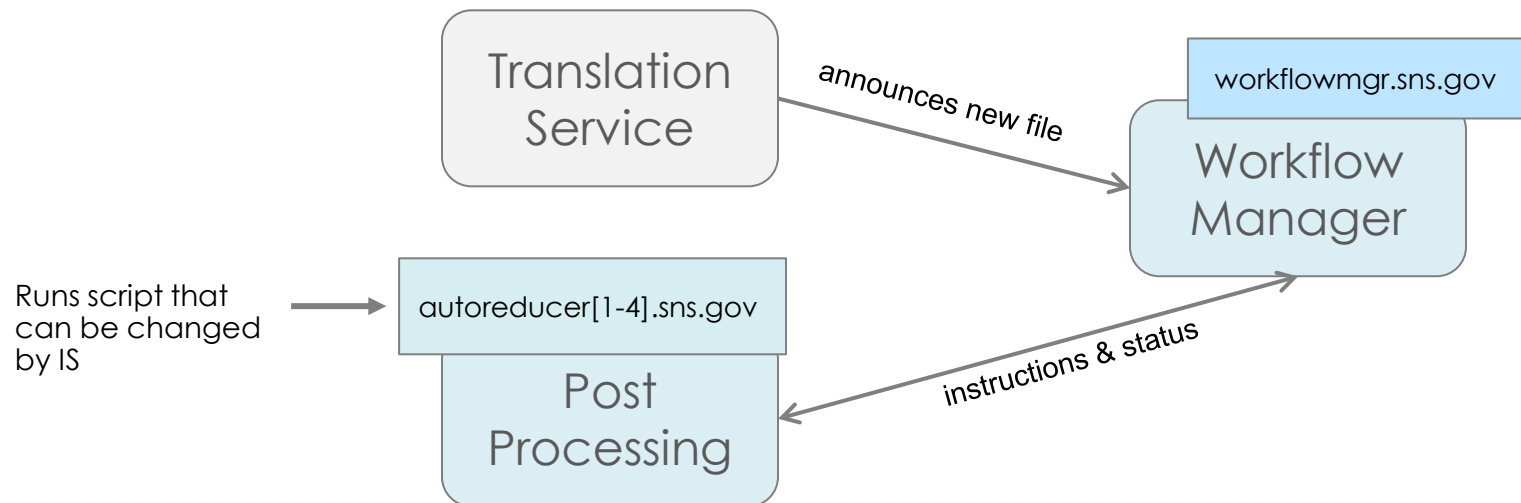 Translation
Service
announces new file
workflowmgr.sns.gov
Workflow
Manager
Runs script that
can be changed
by IS
autoreducer[1-4].sns.gov
Post
Processing
instructions & status